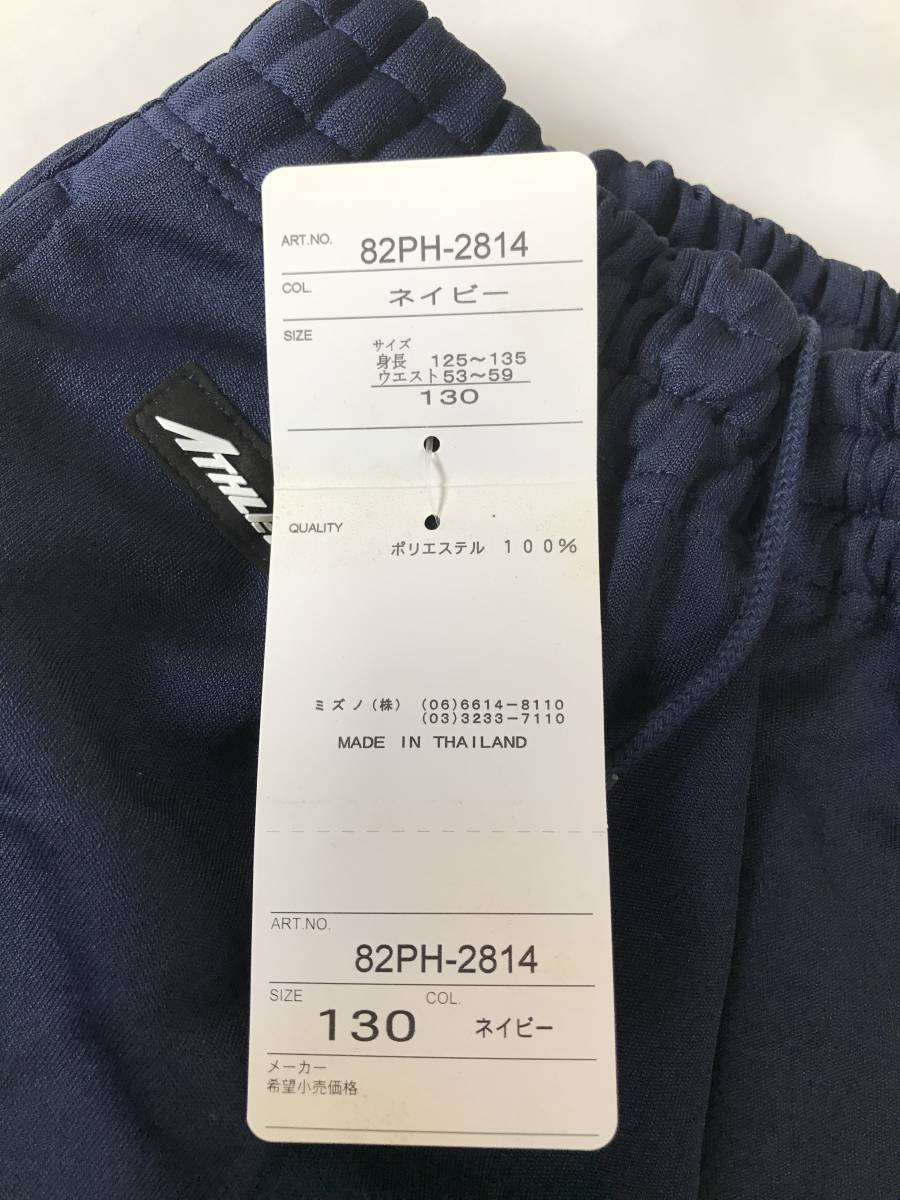 ART.NO. 82PH-2814
COL. ネイビー
SIZE
サイズ
身長 125〜135
ウエスト53〜59
130
ATHLE
QUALITY
ポリエステル 100%
ミズノ(株) (06)6614-8110
(03)3233-7110
MADE IN THAILAND
ART.NO.
82PH-2814
SIZE COL.
130 ネイビー
メーカー
希望小売価格